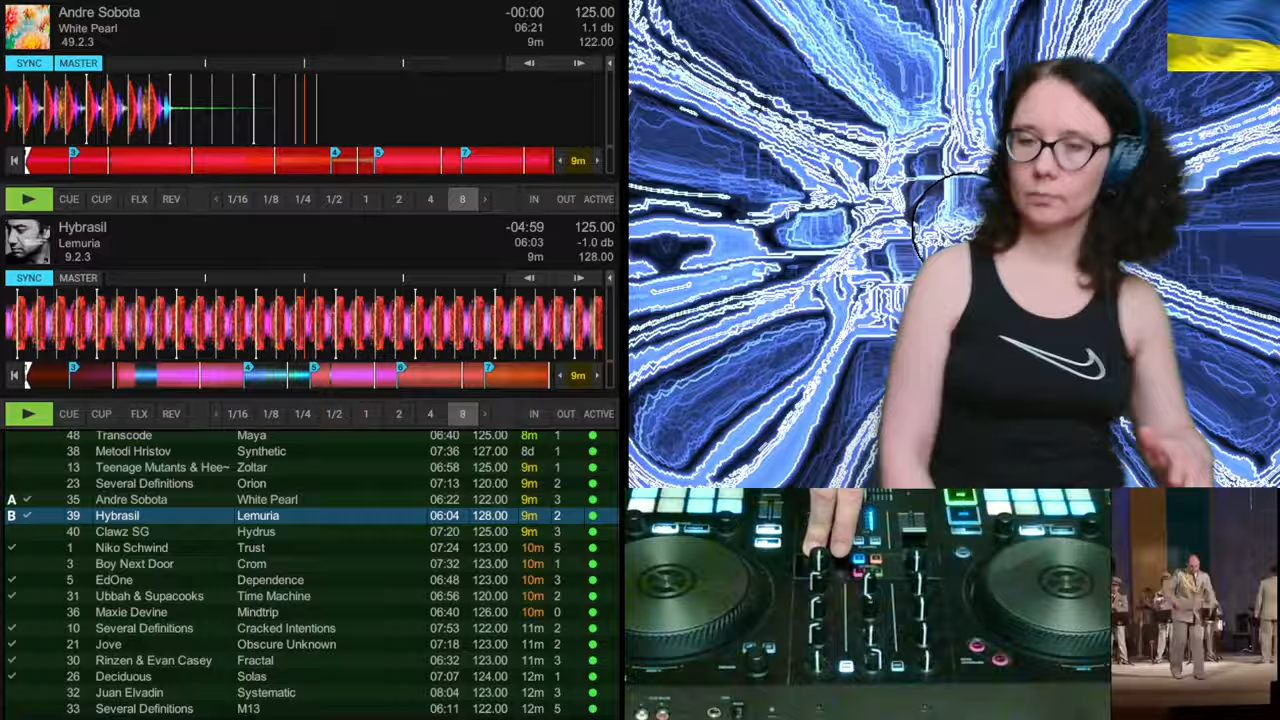 Andre Sobota -00:00 125.00
White Pearl 06:21 1.1 db
49.2.3 9m 122.00
SYNC MASTER
3 4 5 7 9m
CUE CUP FLX REV 1/16 1/8 1/4 1/2 1 2 4 8 IN OUT ACTIVE
Hybrasil -04:59 125.00
Lemuria 06:03 -1.0 db
9.2.3 9m 128.00
SYNC MASTER
3 4 5 6 7 9m
CUE CUP FLX REV 1/16 1/8 1/4 1/2 1 2 4 8 IN OUT ACTIVE
48 Transcode Maya 06:40 125.00 8m 1
38 Metodi Hristov Synthetic 07:36 127.00 8d 1
13 Teenage Mutants & Hee~ Zoltar 06:58 125.00 9m 1
23 Several Definitions Orion 07:13 120.00 9m 2
A 35 Andre Sobota White Pearl 06:22 122.00 9m 3
B 39 Hybrasil Lemuria 06:04 128.00 9m 2
40 Clawz SG Hydrus 07:20 125.00 9m 3
1 Niko Schwind Trust 07:24 123.00 10m 5
3 Boy Next Door Crom 07:32 123.00 10m 1
5 EdOne Dependence 06:48 123.00 10m 3
31 Ubbah & Supacooks Time Machine 06:56 120.00 10m 2
36 Maxie Devine Mindtrip 06:40 126.00 10m 0
10 Several Definitions Cracked Intentions 07:53 122.00 11m 2
21 Jove Obscure Unknown 07:18 123.00 11m 2
30 Rinzen & Evan Casey Fractal 06:32 123.00 11m 3
26 Deciduous Solas 07:07 124.00 12m 1
32 Juan Elvadin Systematic 08:04 123.00 12m 3
33 Several Definitions M13 06:11 122.00 12m 5